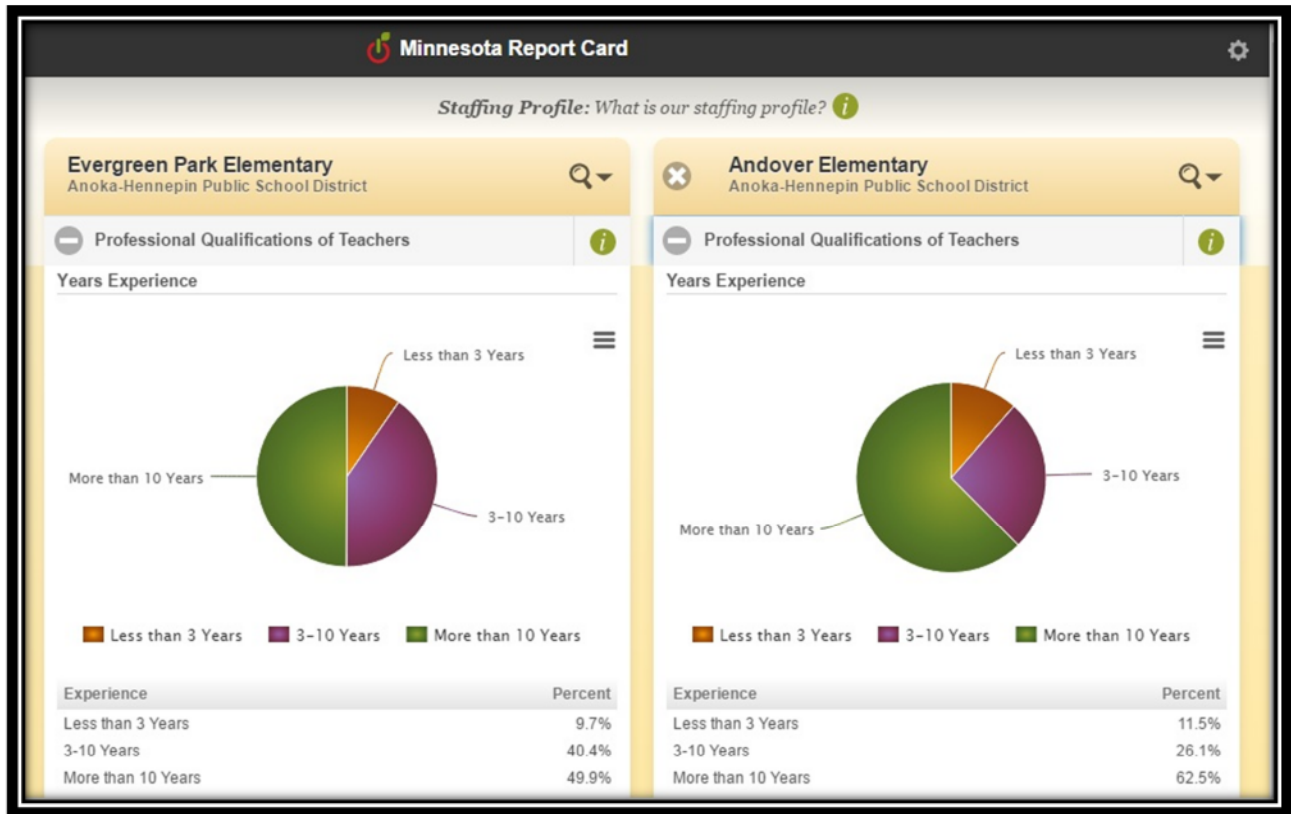 Minnesota Report Card
Staffing Profile: What is our staffing profile? i
Evergreen Park Elementary
Anoka-Hennepin Public School District
Professional Qualifications of Teachers i
Years Experience
Less than 3 Years
More than 10 Years
3-10 Years
Less than 3 Years 3-10 Years More than 10 Years
Experience Percent
Less than 3 Years 9.7%
3-10 Years 40.4%
More than 10 Years 49.9%
Andover Elementary
Anoka-Hennepin Public School District
Professional Qualifications of Teachers i
Years Experience
Less than 3 Years
3-10 Years
More than 10 Years
Less than 3 Years 3-10 Years More than 10 Years
Experience Percent
Less than 3 Years 11.5%
3-10 Years 26.1%
More than 10 Years 62.5%